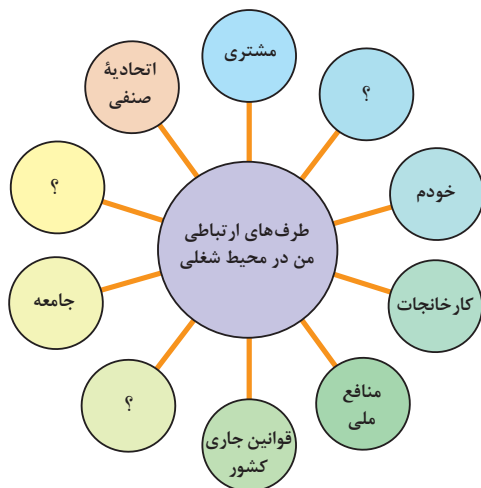 طرف‌های ارتباطی
من در محیط شغلی
مشتری
؟
خودم
کارخانجات
منافع
ملی
قوانین جاری
کشور
؟
جامعه
؟
اتحادیهٔ
صنفی